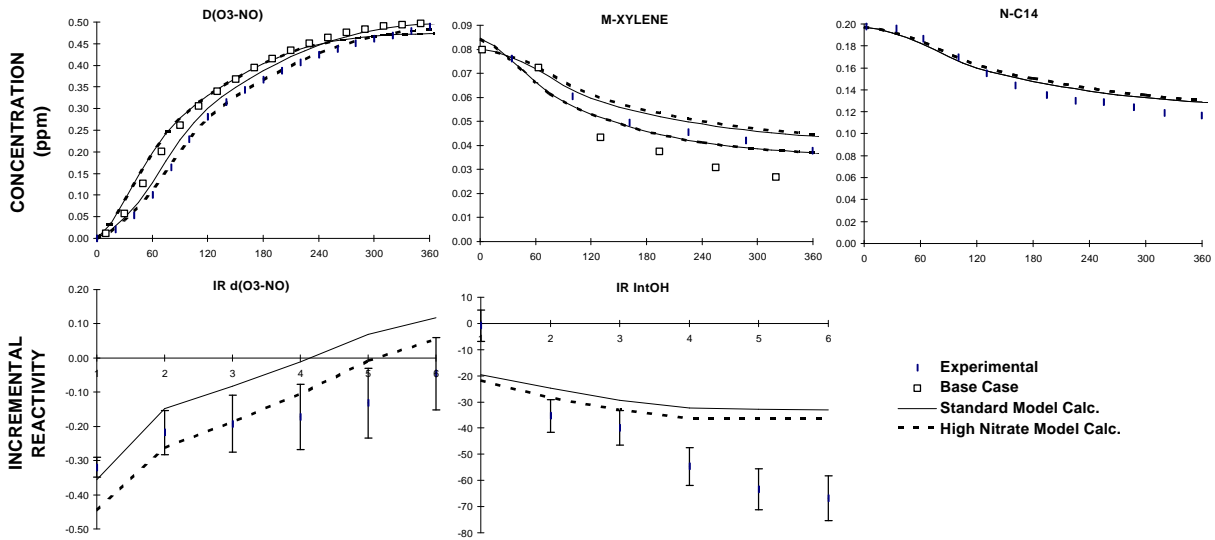 D(O3-NO)
0.50
0.45
0.40
0.35
0.30
0.25
0.20
0.15
0.10
0.05
0.00
0 60 120 180 240 300 360
M-XYLENE
0.09
0.08
0.07
0.06
0.05
0.04
0.03
0.02
0.01
0.00
0 60 120 180 240 300 360
N-C14
0.20
0.18
0.16
0.14
0.12
0.10
0.08
0.06
0.04
0.02
0.00
0 60 120 180 240 300 360
CONCENTRATION
(ppm)
IR d(O3-NO)
0.20
0.10
0.00
-0.10
-0.20
-0.30
-0.40
-0.50
1 2 3 4 5 6
IR IntOH
10
0
-10
-20
-30
-40
-50
-60
-70
-80
1 2 3 4 5 6
INCREMENTAL
REACTIVITY
Experimental
Base Case
Standard Model Calc.
High Nitrate Model Calc.